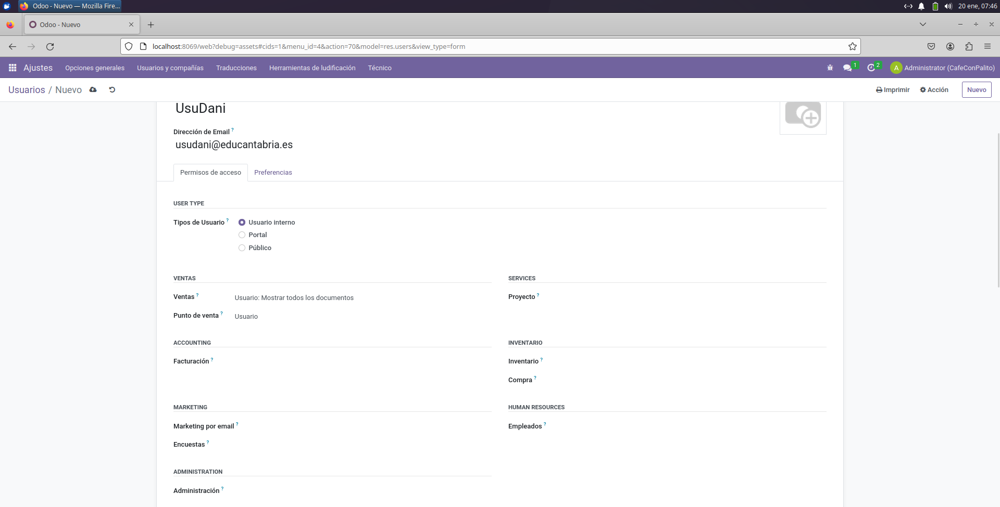 Odoo - Nuevo — Mozilla Fire...
20 ene, 07:46
Odoo - Nuevo
localhost:8069/web?debug=assets#cids=1&menu_id=4&action=70&model=res.users&view_type=form
Ajustes Opciones generales Usuarios y compañías Traducciones Herramientas de ludificación Técnico 1 2 A Administrator (CafeConPalito)
Usuarios / Nuevo Imprimir Acción Nuevo
UsuDani
Dirección de Email ?
usudani@educantabria.es
Permisos de acceso Preferencias
USER TYPE
Tipos de Usuario ? Usuario interno
Portal
Público
VENTAS SERVICES
Ventas ? Usuario: Mostrar todos los documentos Proyecto ?
Punto de venta ? Usuario
ACCOUNTING INVENTARIO
Facturación ? Inventario ?
Compra ?
MARKETING HUMAN RESOURCES
Marketing por email ? Empleados ?
Encuestas ?
ADMINISTRATION
Administración ?